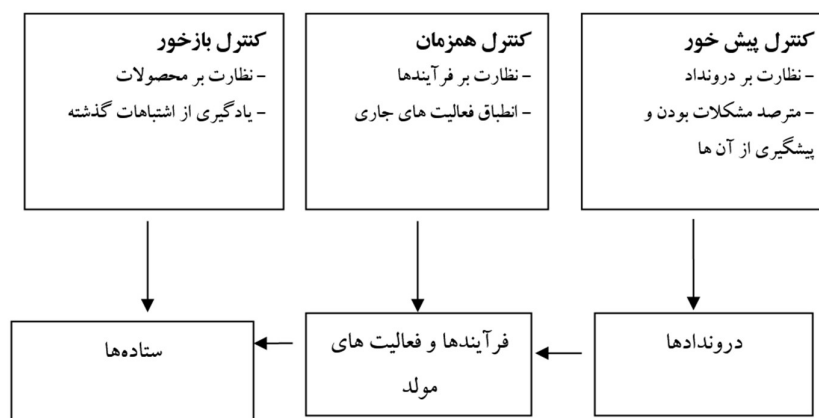 کنترل پیش خور
– نظارت بر درونداد
– مترصد مشکلات بودن و
پیشگیری از آن ها
کنترل همزمان
– نظارت بر فرآیندها
– انطباق فعالیت های جاری
کنترل بازخور
– نظارت بر محصولات
– یادگیری از اشتباهات گذشته
دروندادها
فرآیندها و فعالیت های
مولد
ستاده‌ها